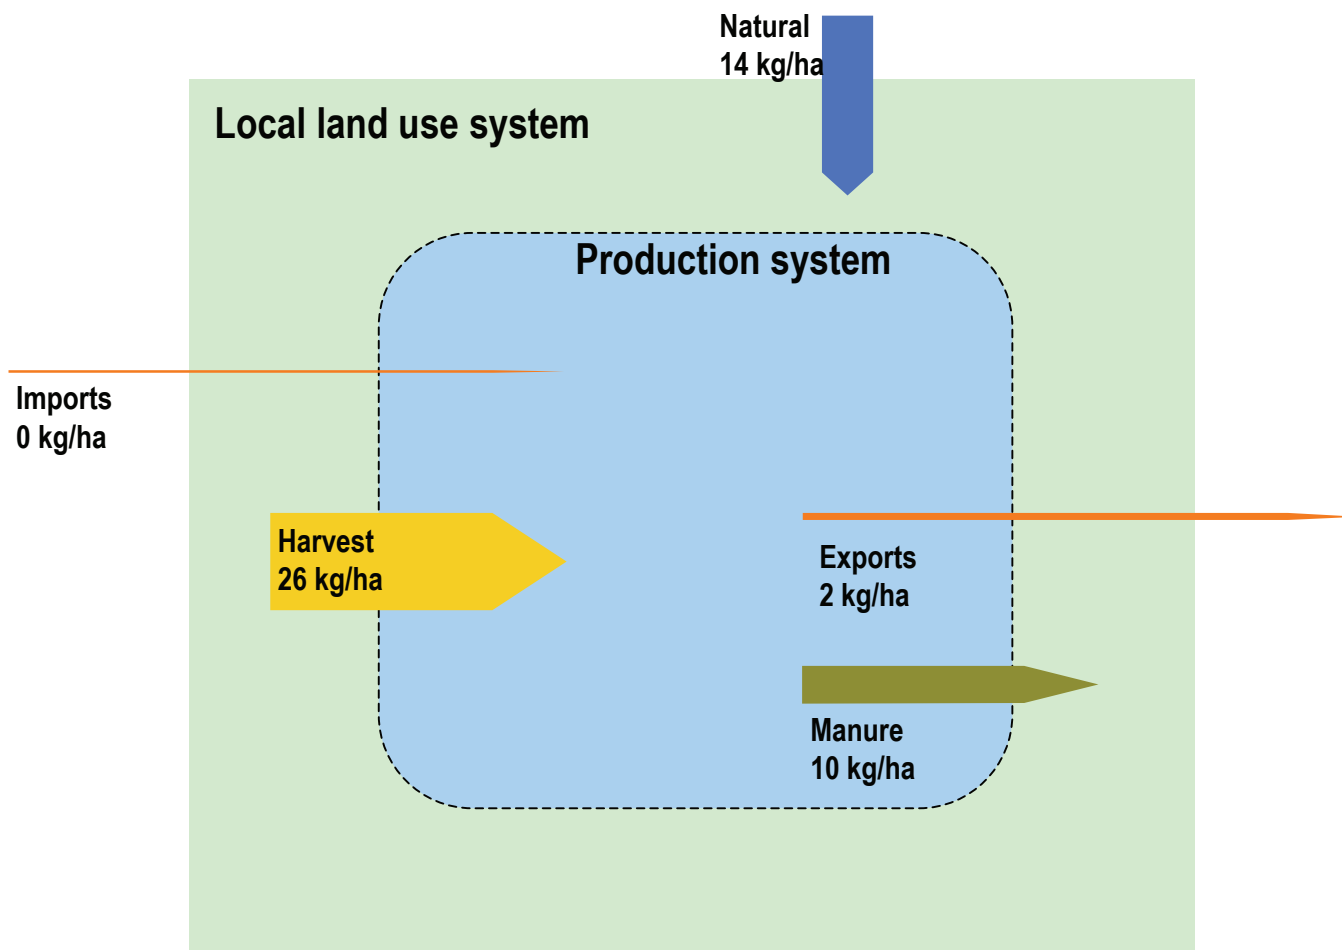 Natural
14 kg/ha
Local land use system
Production system
Imports
0 kg/ha
Harvest
26 kg/ha
Exports
2 kg/ha
Manure
10 kg/ha